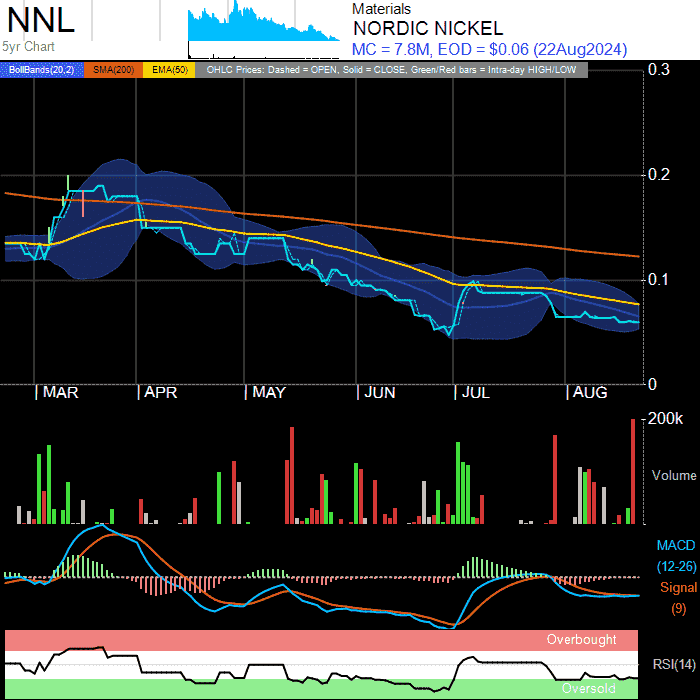 NNL
5yr Chart
Materials
NORDIC NICKEL
MC = 7.8M, EOD = $0.06 (22Aug2024)
BollBands(20,2) SMA(200) EMA(50) OHLC Prices: Dashed = OPEN, Solid = CLOSE, Green/Red bars = Intra-day HIGH/LOW
0.3
0.2
0.1
0
| MAR | APR | MAY | JUN | JUL | AUG
200k
Volume
MACD
(12-26)
Signal
(9)
Overbought
RSI(14)
Oversold